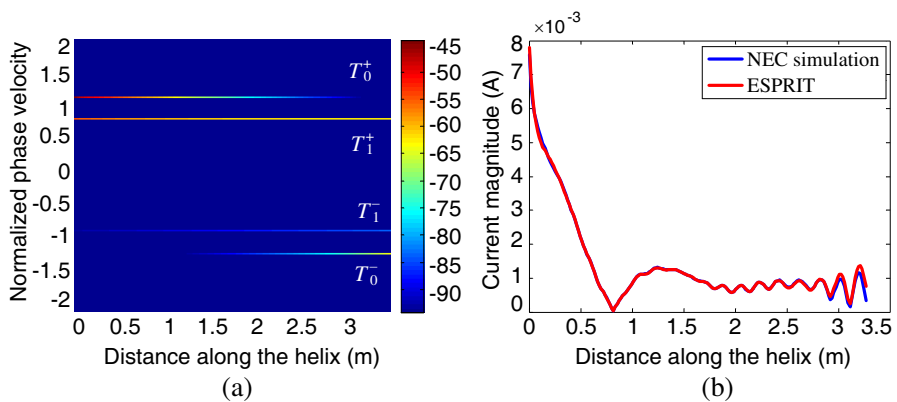 Normalized phase velocity
2
1.5
1
0.5
0
-0.5
-1
-1.5
-2
T₀⁺
T₁⁺
T₁⁻
T₀⁻
0 0.5 1 1.5 2 2.5 3
Distance along the helix (m)
-45
-50
-55
-60
-65
-70
-75
-80
-85
-90
(a)
×10⁻³
Current magnitude (A)
8
7
6
5
4
3
2
1
0
NEC simulation
ESPRIT
0 0.5 1 1.5 2 2.5 3 3.5
Distance along the helix (m)
(b)